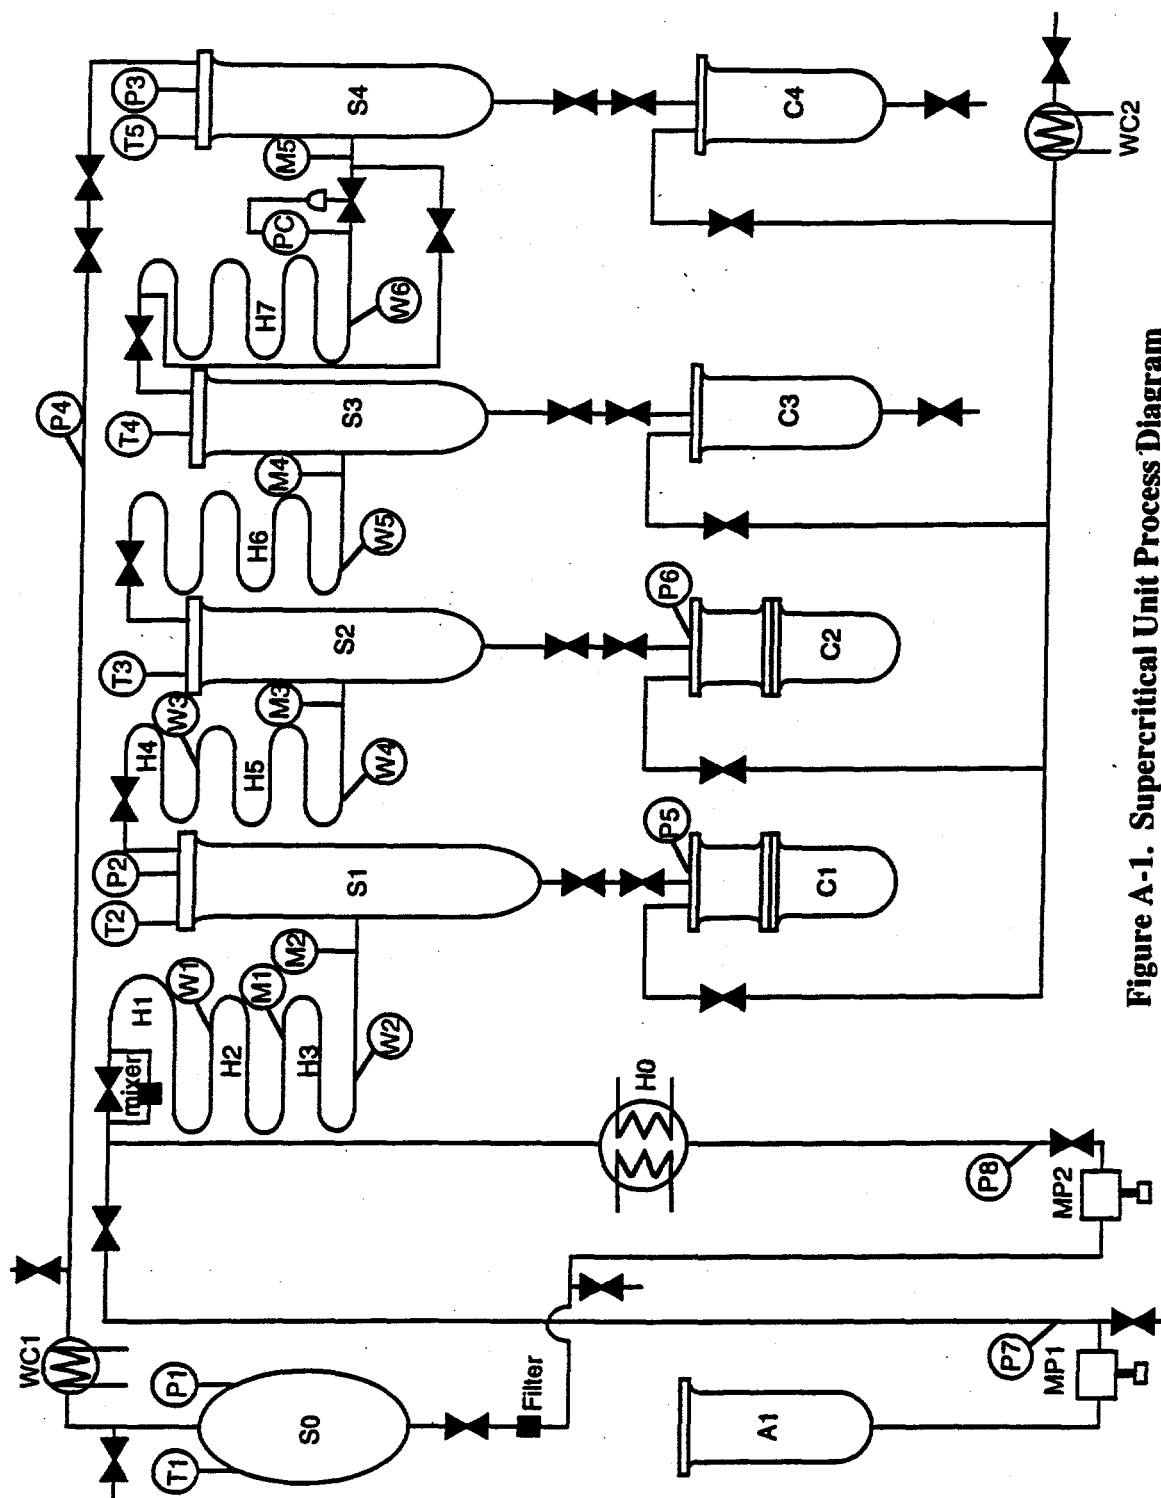 WC1
P4
T1
P1
S0
Filter
A1
MP1
P7
MP2
P8
H0
mixer
H1
W1
H2
M1
H3
M2
W2
T2
P2
S1
H4
W3
H5
M3
W4
T3
S2
H6
M4
W5
T4
S3
H7
PC
M5
W6
T5
P3
S4
P5
C1
P6
C2
C3
C4
WC2
Figure A-1. Supercritical Unit Process Diagram